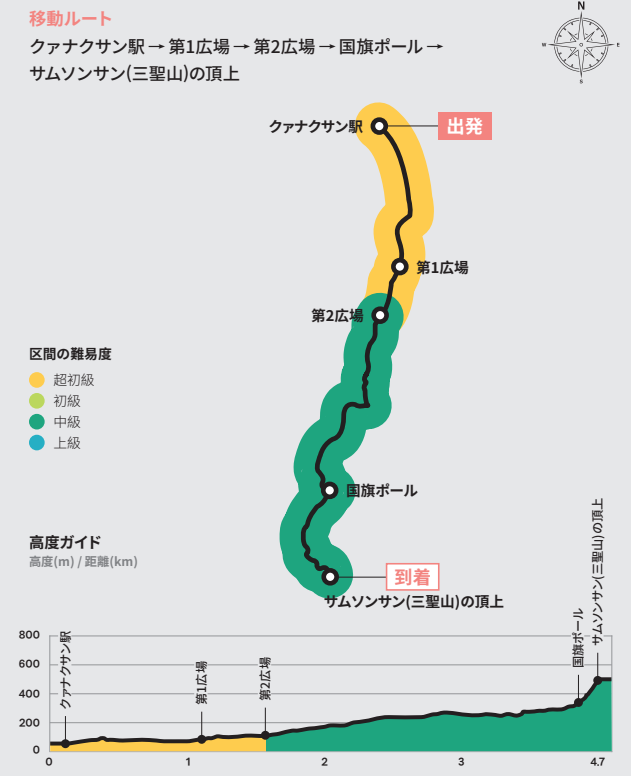 移動ルート
クァナクサン駅 → 第1広場 → 第2広場 → 国旗ポール →
サムソンサン(三聖山)の頂上
N
W
O
E
S
クァナクサン駅
出発
第1広場
第2広場
区間の難易度
超初級
初級
中級
上級
国旗ポール
高度ガイド
高度(m) / 距離(km)
到着
サムソンサン(三聖山)の頂上
800
600
400
200
0
クァナクサン駅
第1広場
第2広場
国旗ポール
サムソンサン(三聖山)の頂上
0
1
2
3
4.7